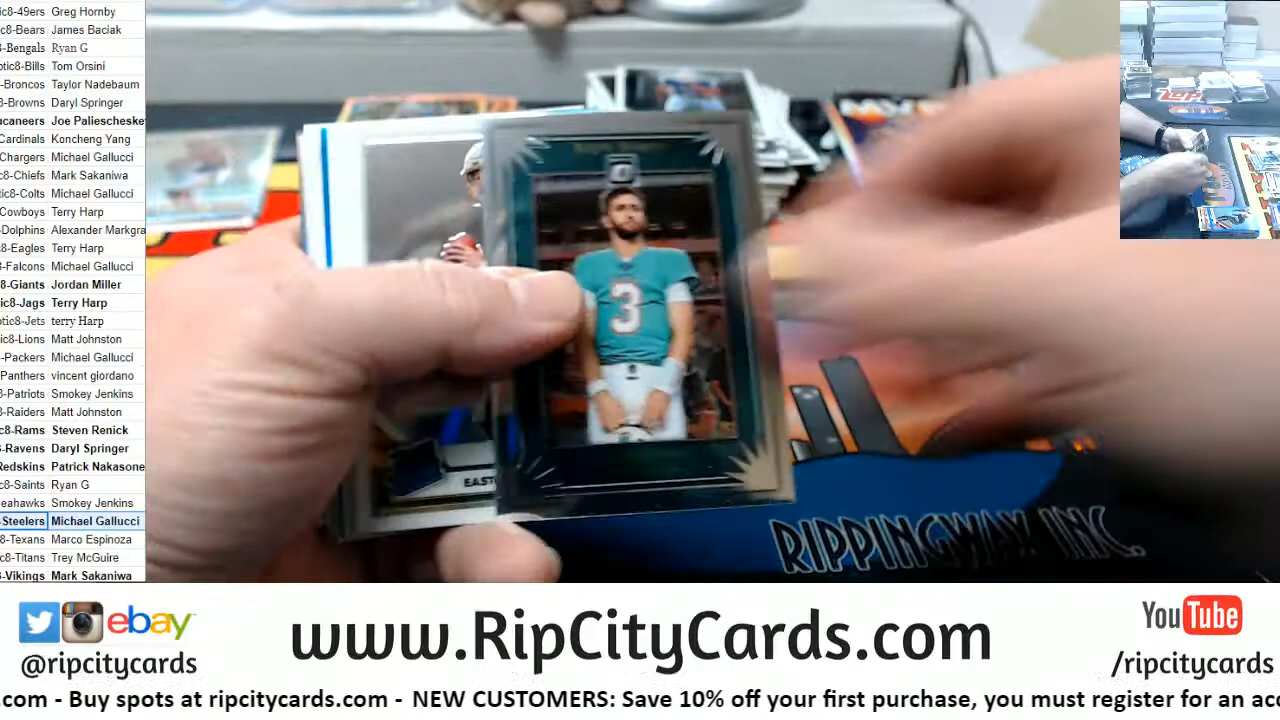 ic8-49ers Greg Hornby
ic8-Bears James Baciak
8-Bengals Ryan G
otic8-Bills Tom Orsini
-Broncos Taylor Nadebaum
3-Browns Daryl Springer
ucaneers Joe Paliescheske
Cardinals Koncheng Yang
Chargers Michael Gallucci
c8-Chiefs Mark Sakaniwa
tic8-Colts Michael Gallucci
Cowboys Terry Harp
-Dolphins Alexander Markgra
c8-Eagles Terry Harp
8-Falcons Michael Gallucci
8-Giants Jordan Miller
tic8-Jags Terry Harp
otic8-Jets terry Harp
ic8-Lions Matt Johnston
-Packers Michael Gallucci
Panthers vincent giordano
8-Patriots Smokey Jenkins
8-Raiders Matt Johnston
c8-Rams Steven Renick
-Ravens Daryl Springer
Redskins Patrick Nakasone
c8-Saints Ryan G
eahawks Smokey Jenkins
-Steelers Michael Gallucci
8-Texans Marco Espinoza
c8-Titans Trey McGuire
-Vikings Mark Sakaniwa
3
EAST
RIPPINGWAX INC.
ebay
@ripcitycards
www.RipCityCards.com
YouTube
/ripcitycards
.com - Buy spots at ripcitycards.com - NEW CUSTOMERS: Save 10% off your first purchase, you must register for an acc